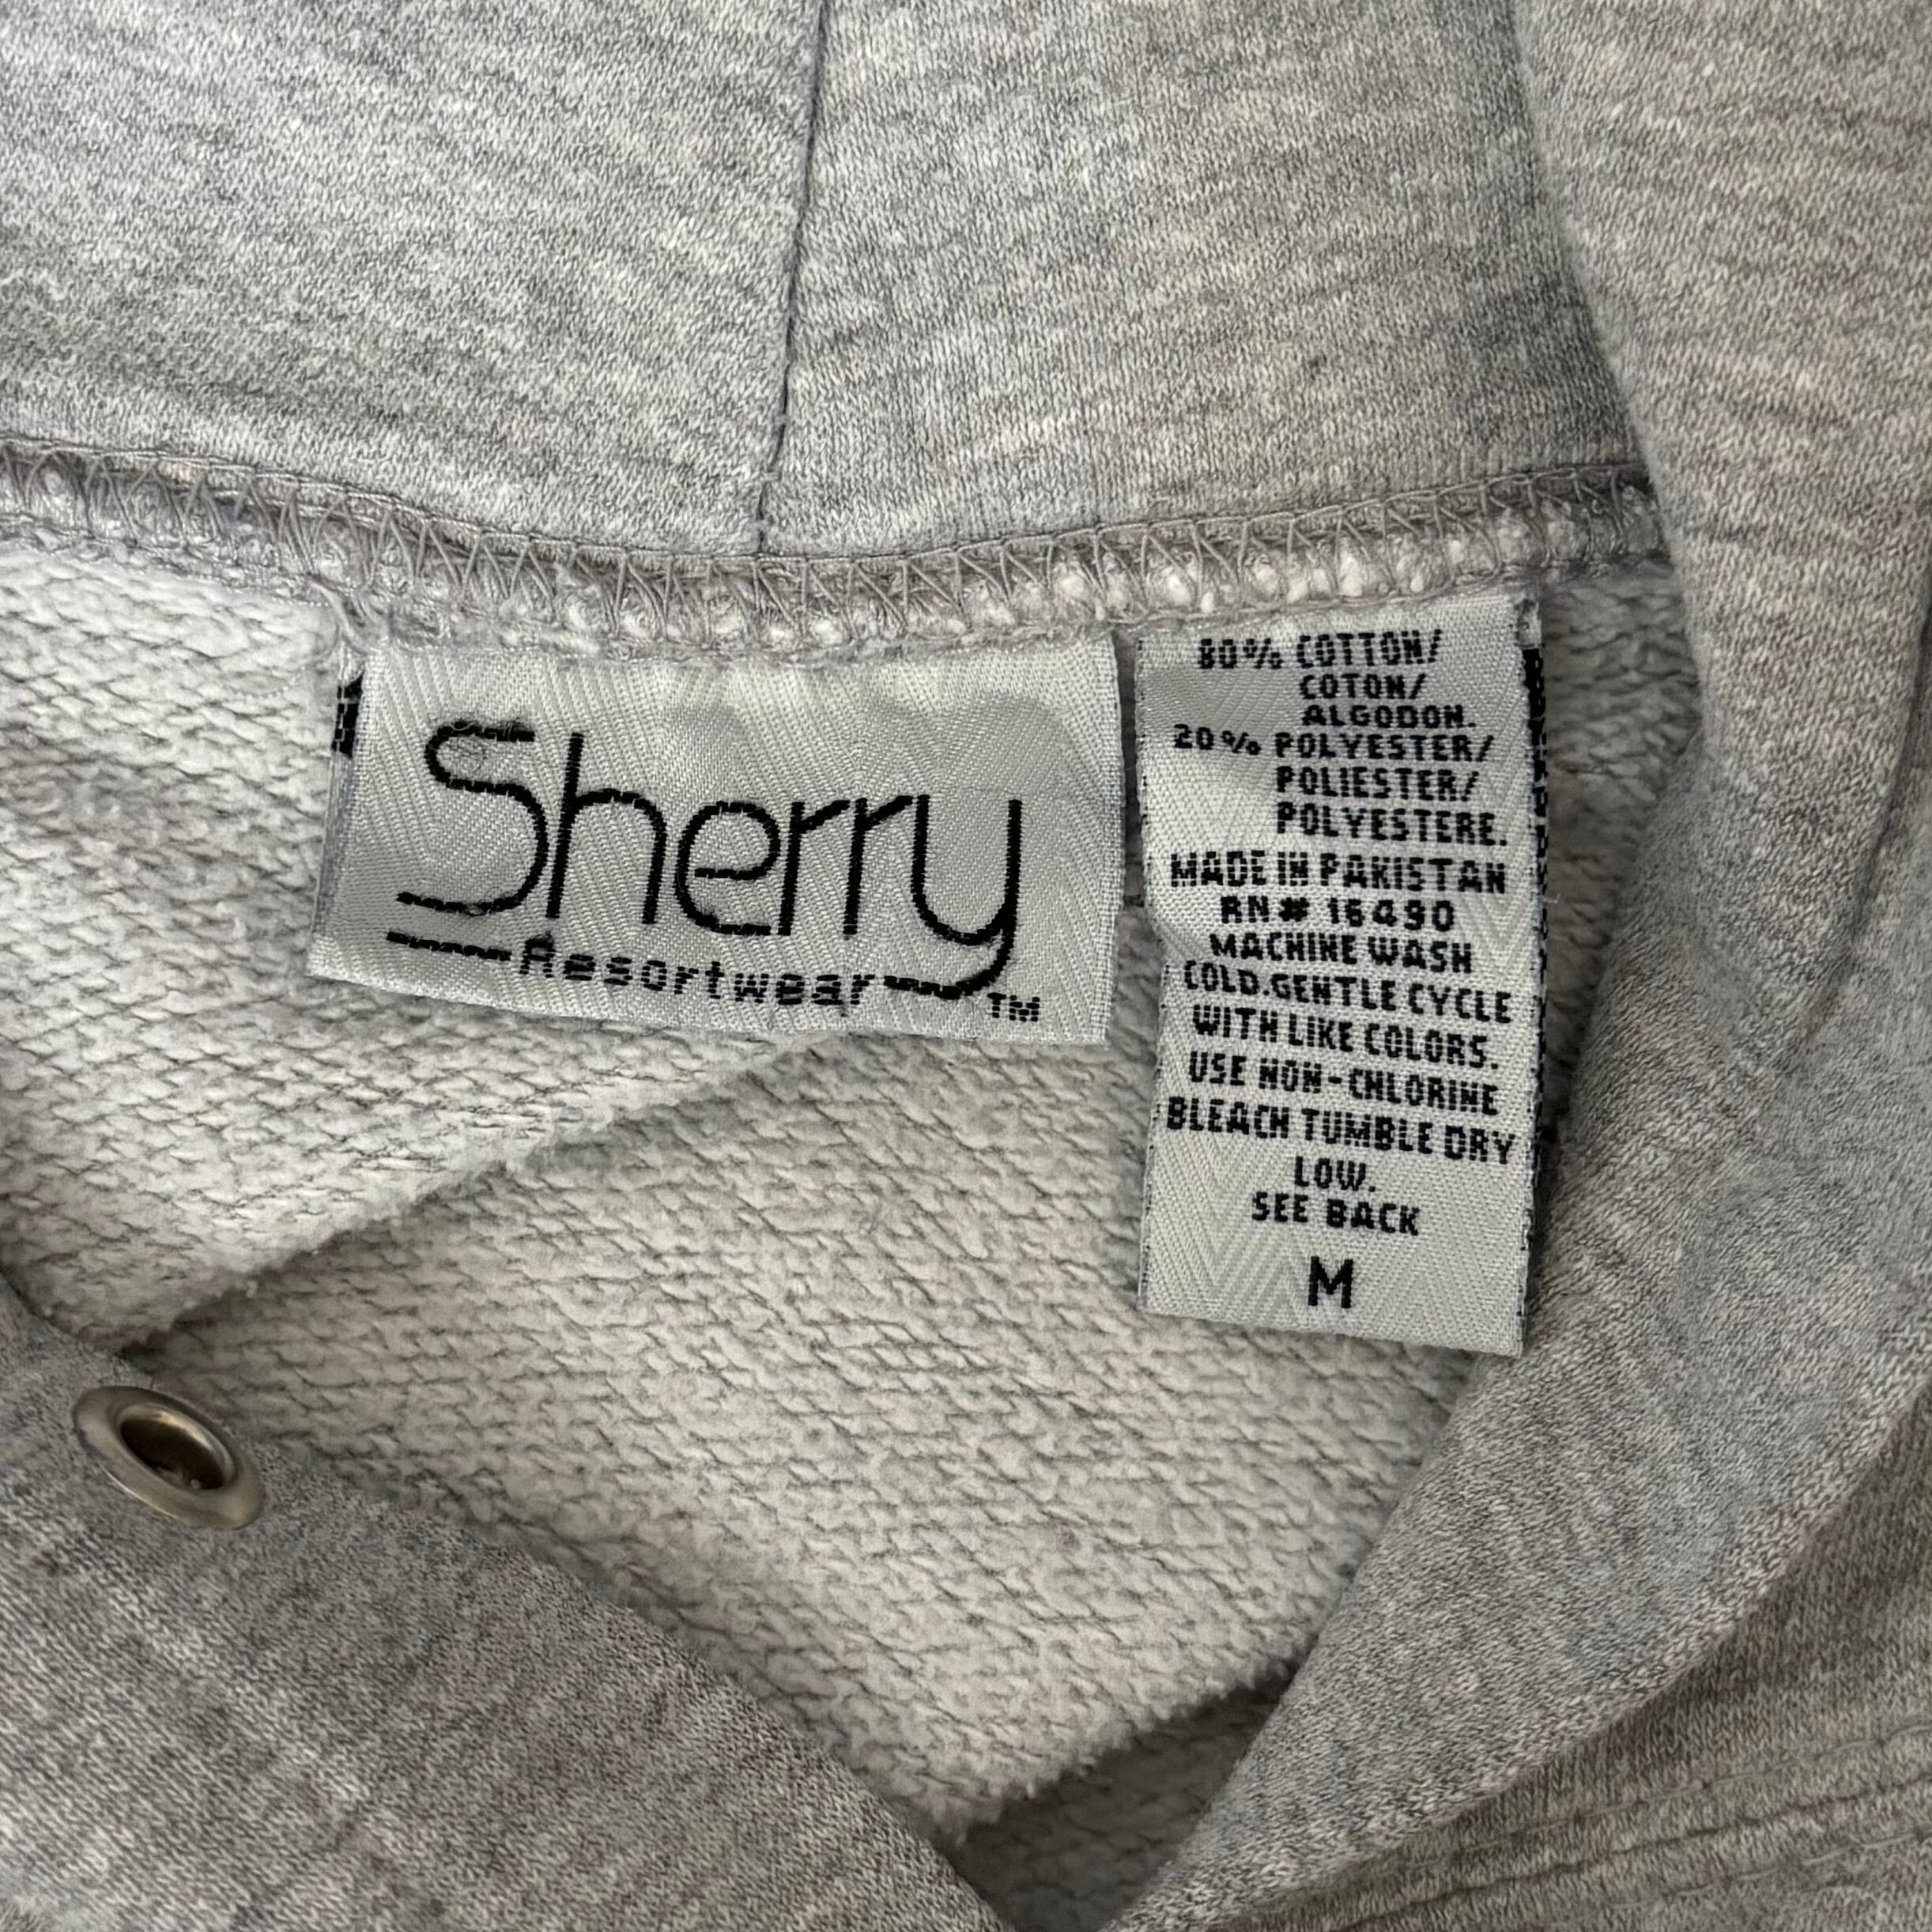 Sherry
Resortwear
TM
80% COTTON/
COTON/
ALGODON.
20% POLYESTER/
POLIESTER/
POLYESTERE.
MADE IN PAKISTAN
RN# 16490
MACHINE WASH
COLD.GENTLE CYCLE
WITH LIKE COLORS.
USE NON-CHLORINE
BLEACH TUMBLE DRY
LOW.
SEE BACK
M